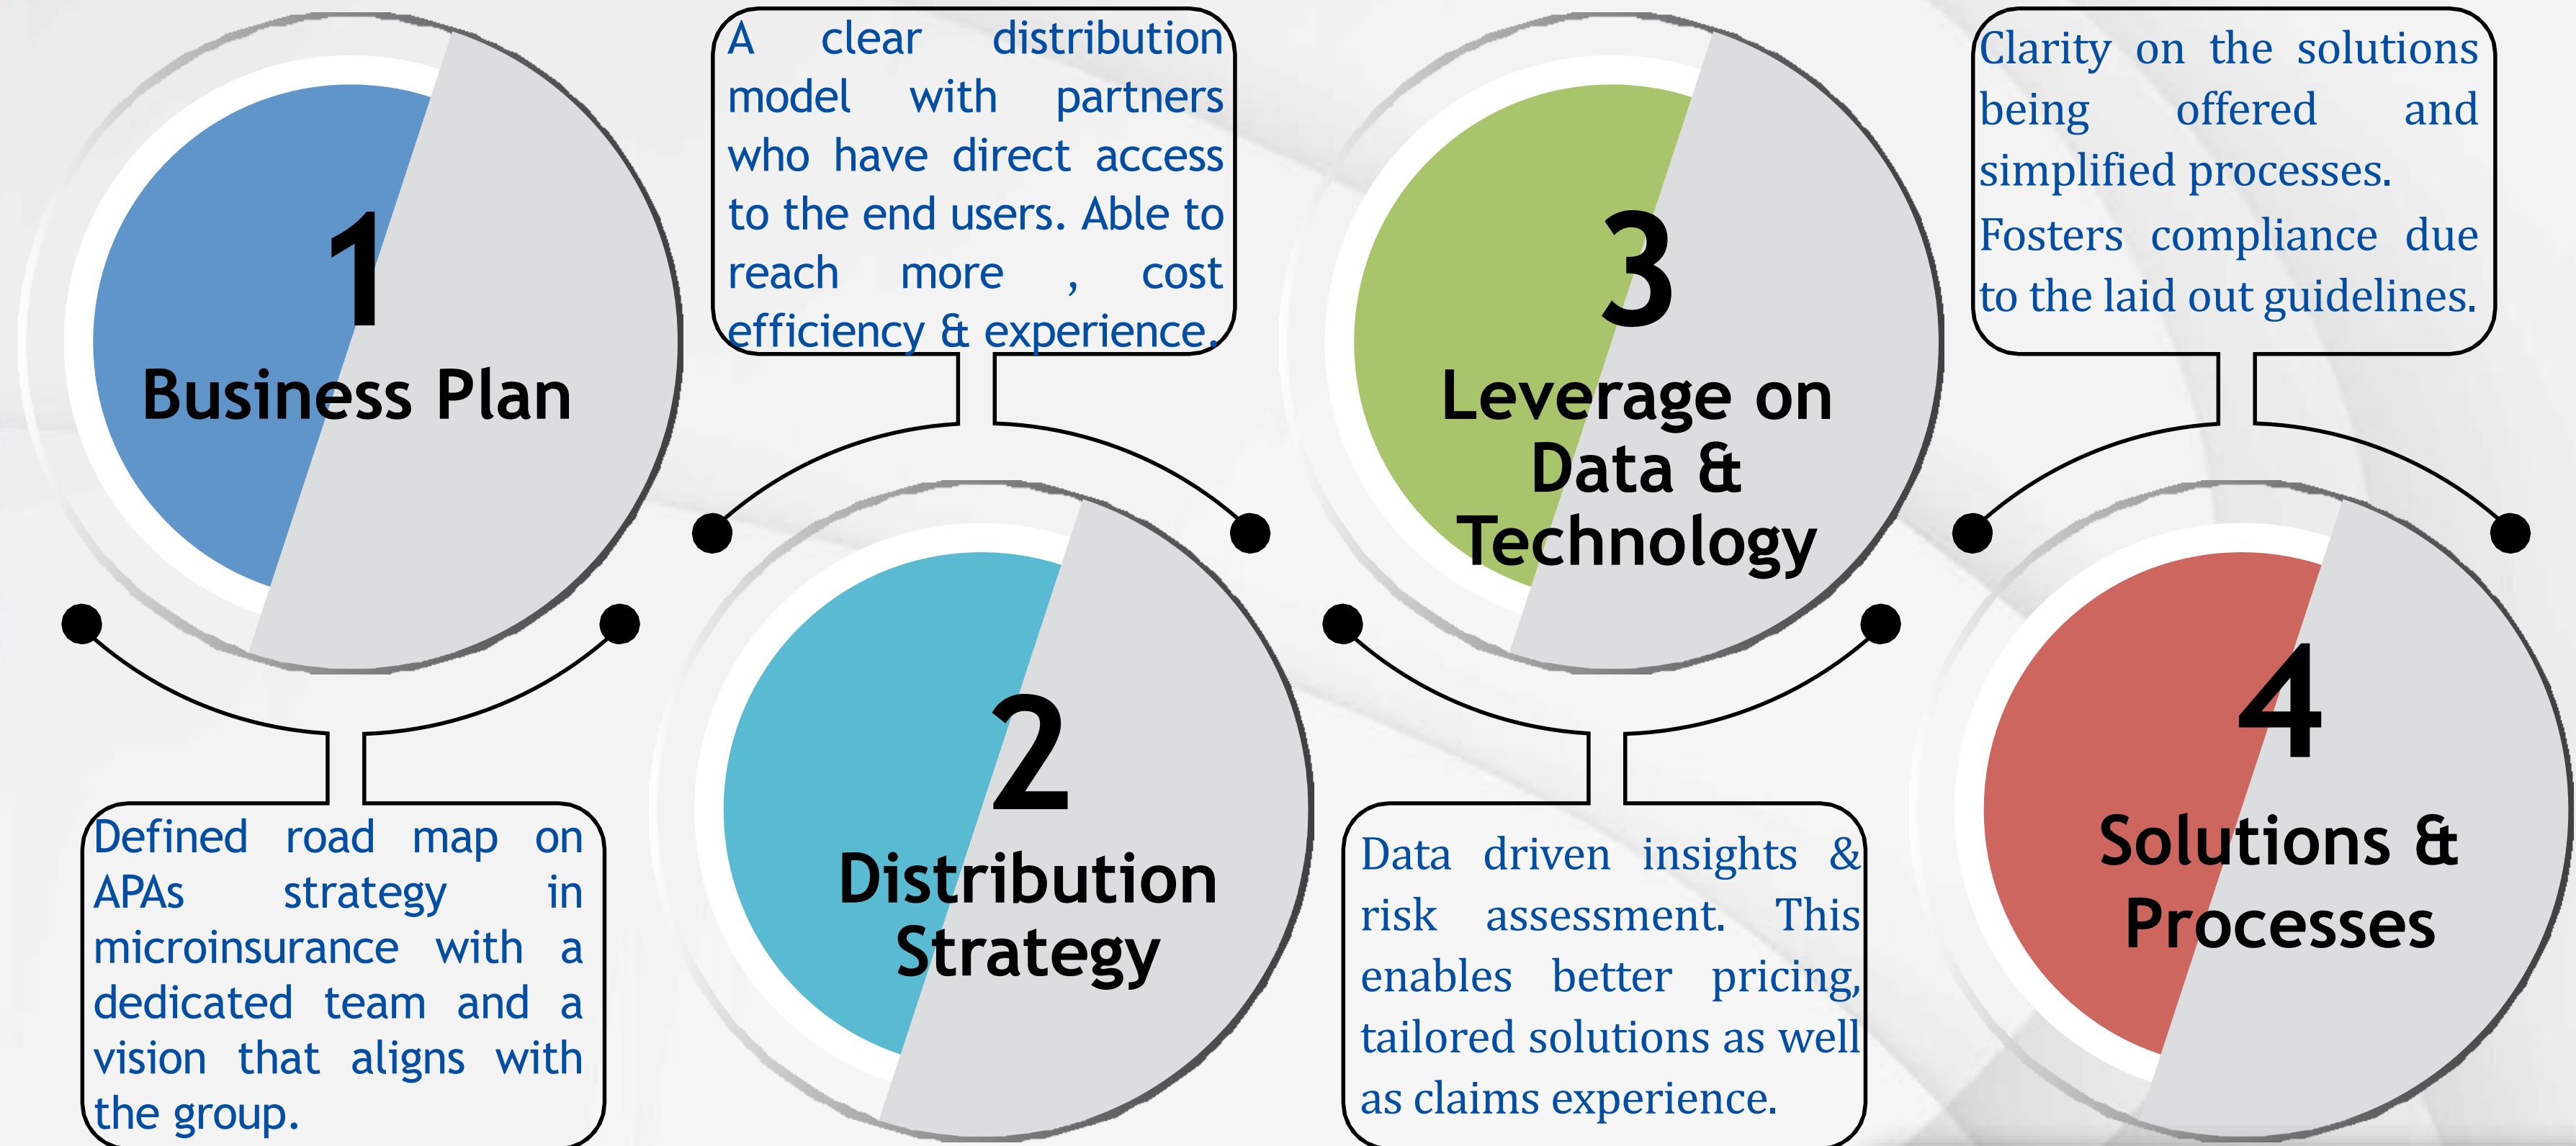 1
Business Plan
Defined road map on
APAs strategy in
microinsurance with a
dedicated team and a
vision that aligns with
the group.
A clear distribution
model with partners
who have direct access
to the end users. Able to
reach more , cost
efficiency & experience.
2
Distribution
Strategy
3
Leverage on
Data &
Technology
Data driven insights &
risk assessment. This
enables better pricing,
tailored solutions as well
as claims experience.
Clarity on the solutions
being offered and
simplified processes.
Fosters compliance due
to the laid out guidelines.
4
Solutions &
Processes